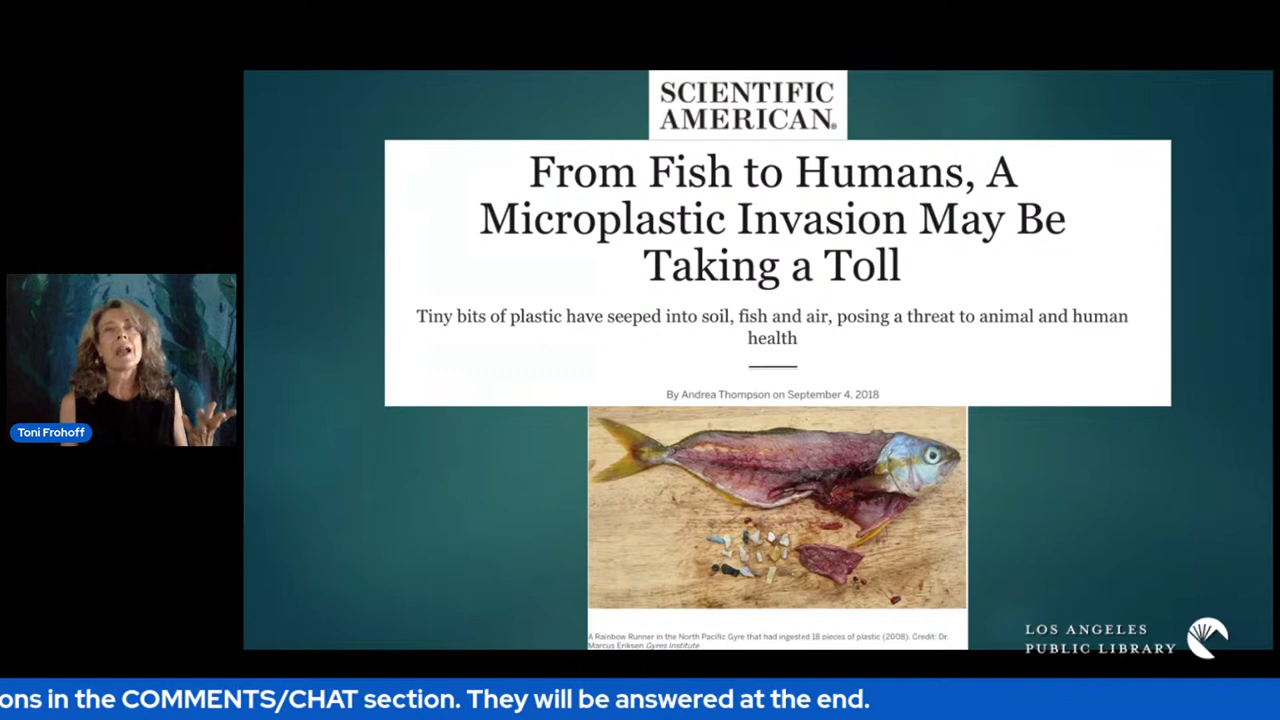 SCIENTIFIC
AMERICAN®
From Fish to Humans, A
Microplastic Invasion May Be
Taking a Toll
Tiny bits of plastic have seeped into soil, fish and air, posing a threat to animal and human
health
By Andrea Thompson on September 4, 2018
Toni Frohoff
A Rainbow Runner in the North Pacific Gyre that had ingested 18 pieces of plastic (2008). Credit: Dr.
Marcus Eriksen Gyres Institute
LOS ANGELES
PUBLIC LIBRARY
ons in the COMMENTS/CHAT section. They will be answered at the end.